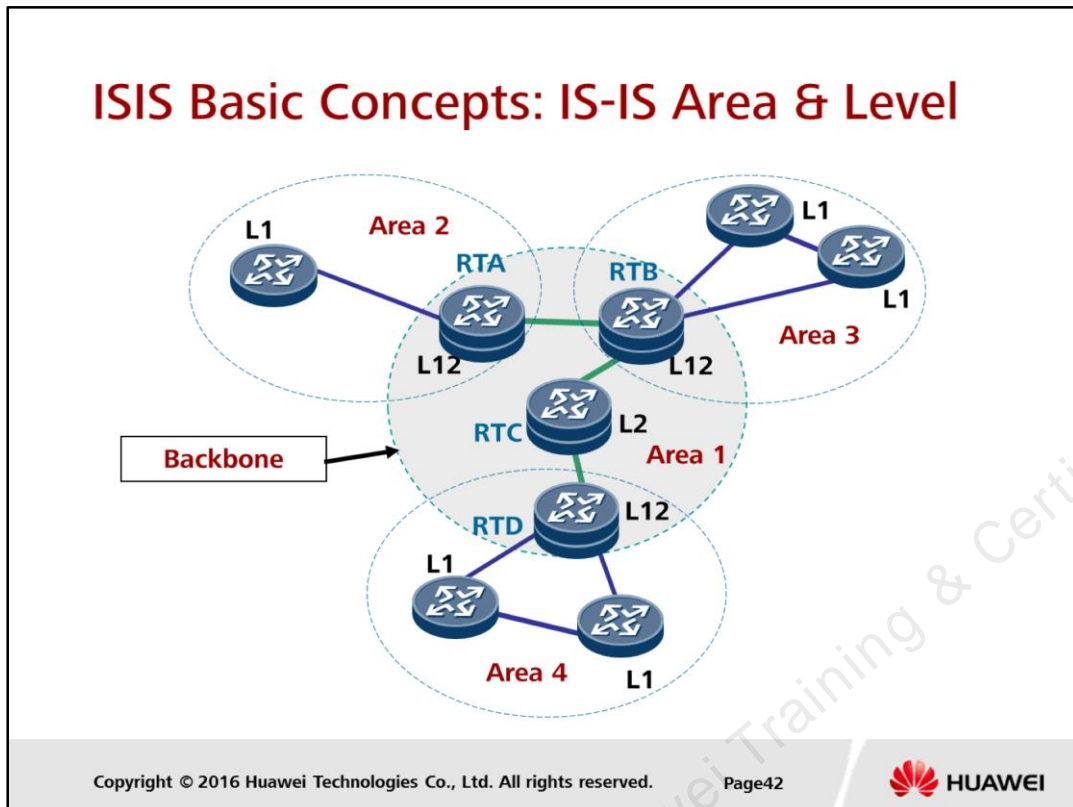 ISIS Basic Concepts: IS-IS Area & Level
L1
Area 2
RTA
L12
RTB
L12
L1
L1
Area 3
RTC
L2
Area 1
Backbone
RTD
L12
L1
Area 4
L1
Copyright © 2016 Huawei Technologies Co., Ltd. All rights reserved.
Page42
HUAWEI
Training & Certi